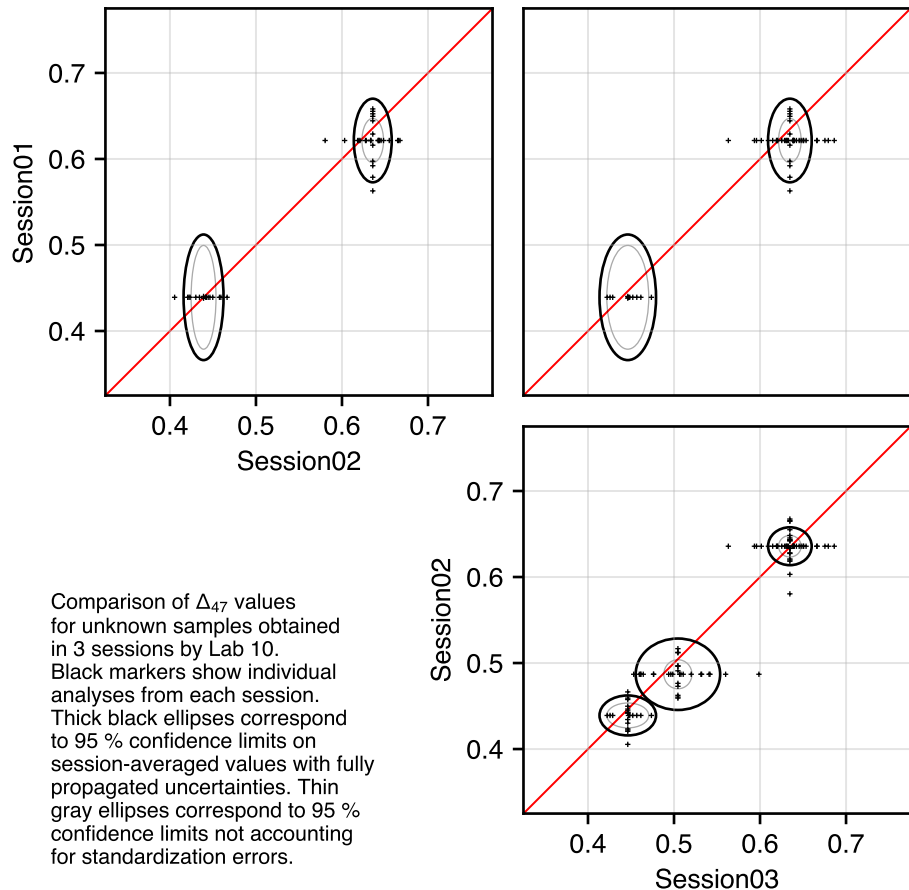 0.7
0.6
0.5
0.4
Session01
0.4 0.5 0.6 0.7
Session02
0.7
0.6
0.5
0.4
Session02
0.4 0.5 0.6 0.7
Session03
Comparison of Δ₄₇ values
for unknown samples obtained
in 3 sessions by Lab 10.
Black markers show individual
analyses from each session.
Thick black ellipses correspond
to 95 % confidence limits on
session-averaged values with fully
propagated uncertainties. Thin
gray ellipses correspond to 95 %
confidence limits not accounting
for standardization errors.